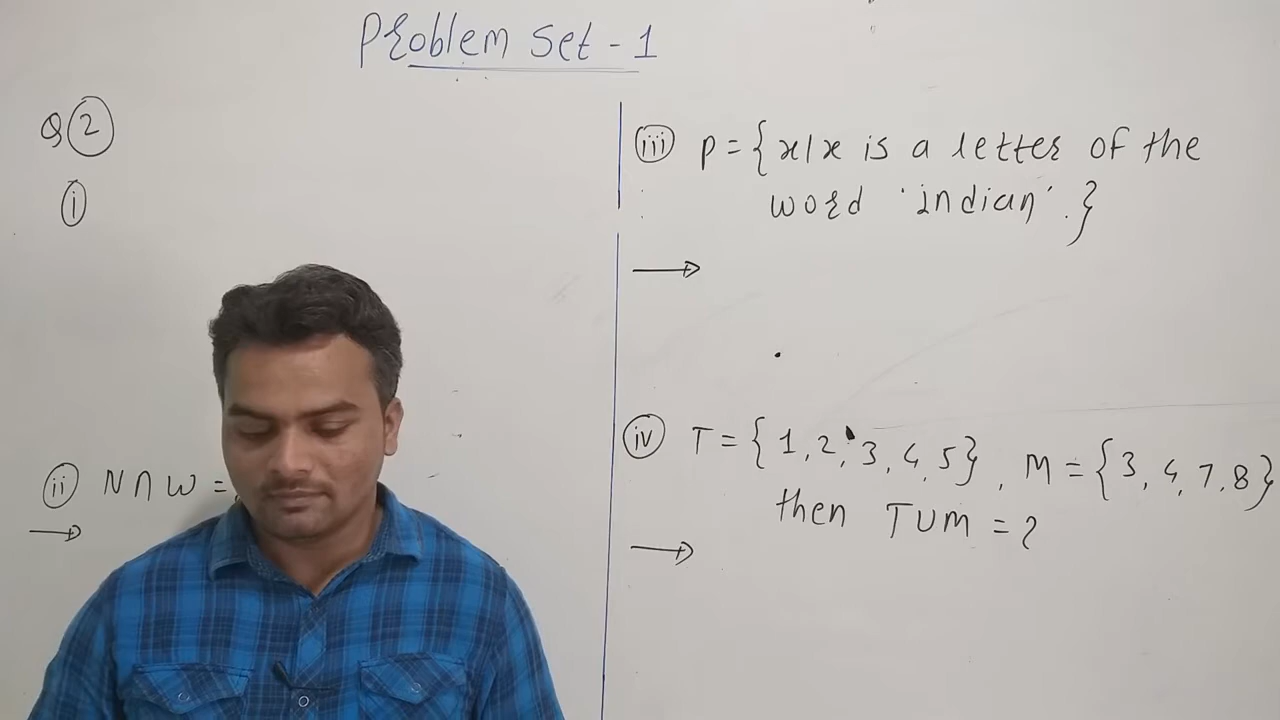 Problem Set - 1
Q 2
i
ii N ∩ W =
iii P = { x / x is a letter of the
word 'indian'. }
iv T = { 1, 2, 3, 4, 5 } , M = { 3, 4, 7, 8 }
then T ∪ M = ?